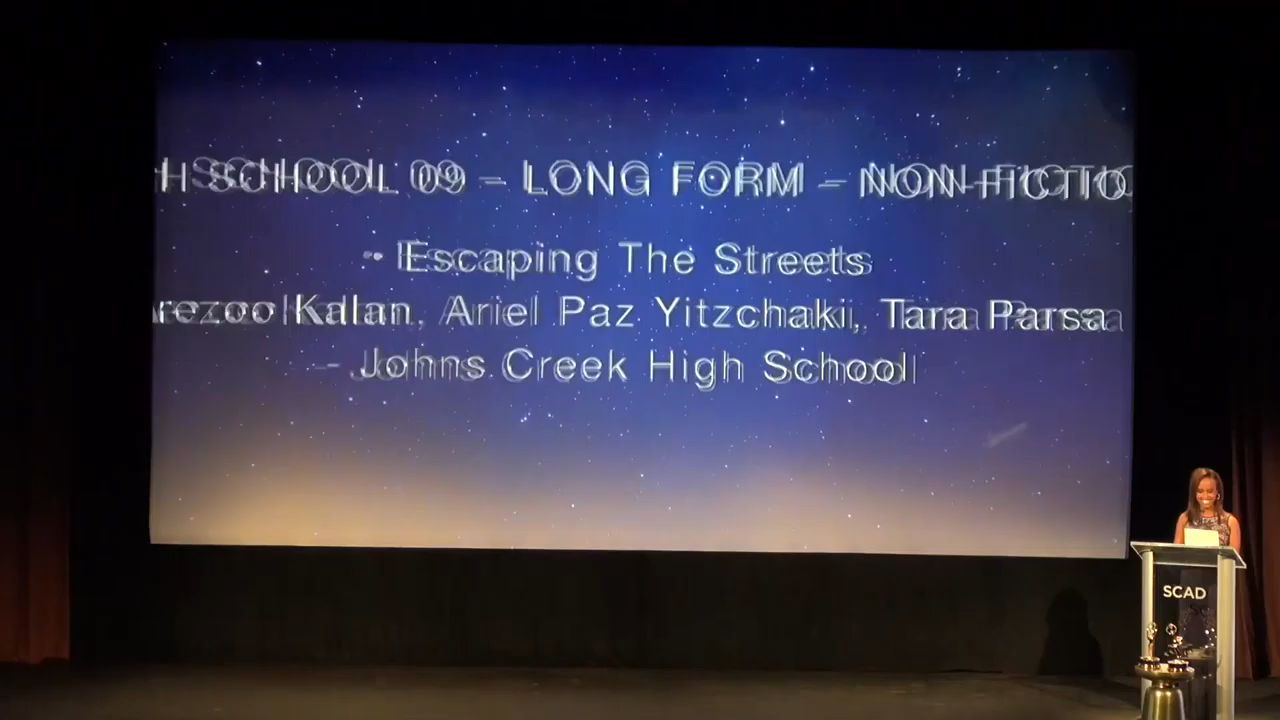 H SCHOOL 09 – LONG FORM – NON-FICTIO
- Escaping The Streets
rezoo Kalan, Ariel Paz Yitzchaki, Tara Parsa
- Johns Creek High School
SCAD